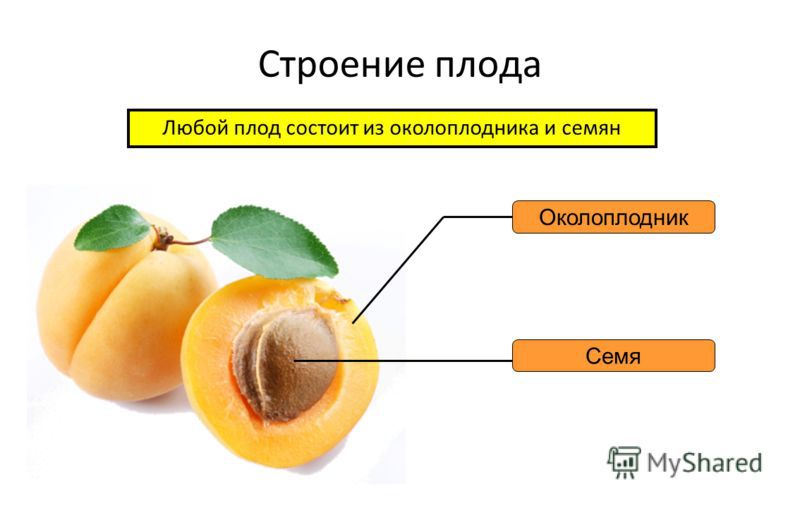 Строение плода
Любой плод состоит из околоплодника и семян
Околоплодник
Семя
MyShared